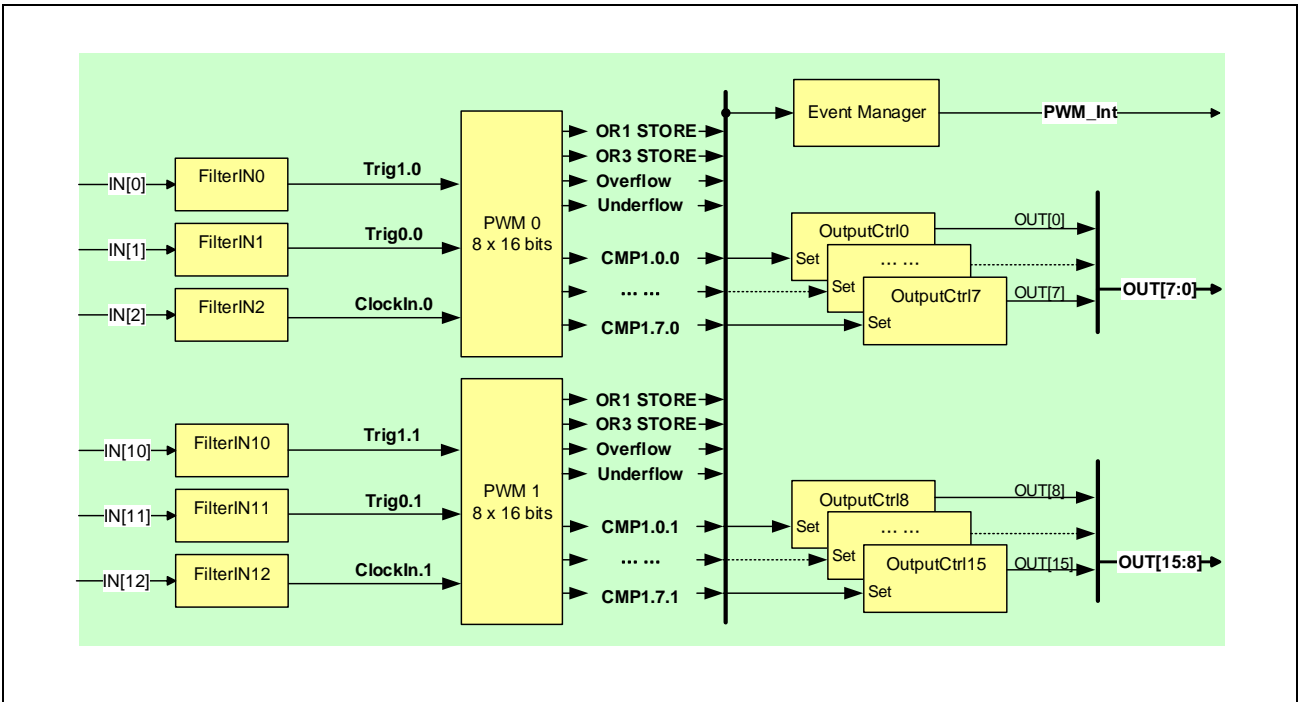 Event Manager
PWM_Int
OR1 STORE
OR3 STORE
Overflow
Underflow
IN[0]
FilterIN0
Trig1.0
IN[1]
FilterIN1
Trig0.0
IN[2]
FilterIN2
ClockIn.0
PWM 0
8 x 16 bits
CMP1.0.0
... ...
CMP1.7.0
OutputCtrl0
Set
OUT[0]
... ...
Set
OutputCtrl7
Set
OUT[7]
OUT[7:0]
OR1 STORE
OR3 STORE
Overflow
Underflow
IN[10]
FilterIN10
Trig1.1
IN[11]
FilterIN11
Trig0.1
IN[12]
FilterIN12
ClockIn.1
PWM 1
8 x 16 bits
CMP1.0.1
... ...
CMP1.7.1
OutputCtrl8
Set
OUT[8]
... ...
Set
OutputCtrl15
Set
OUT[15]
OUT[15:8]